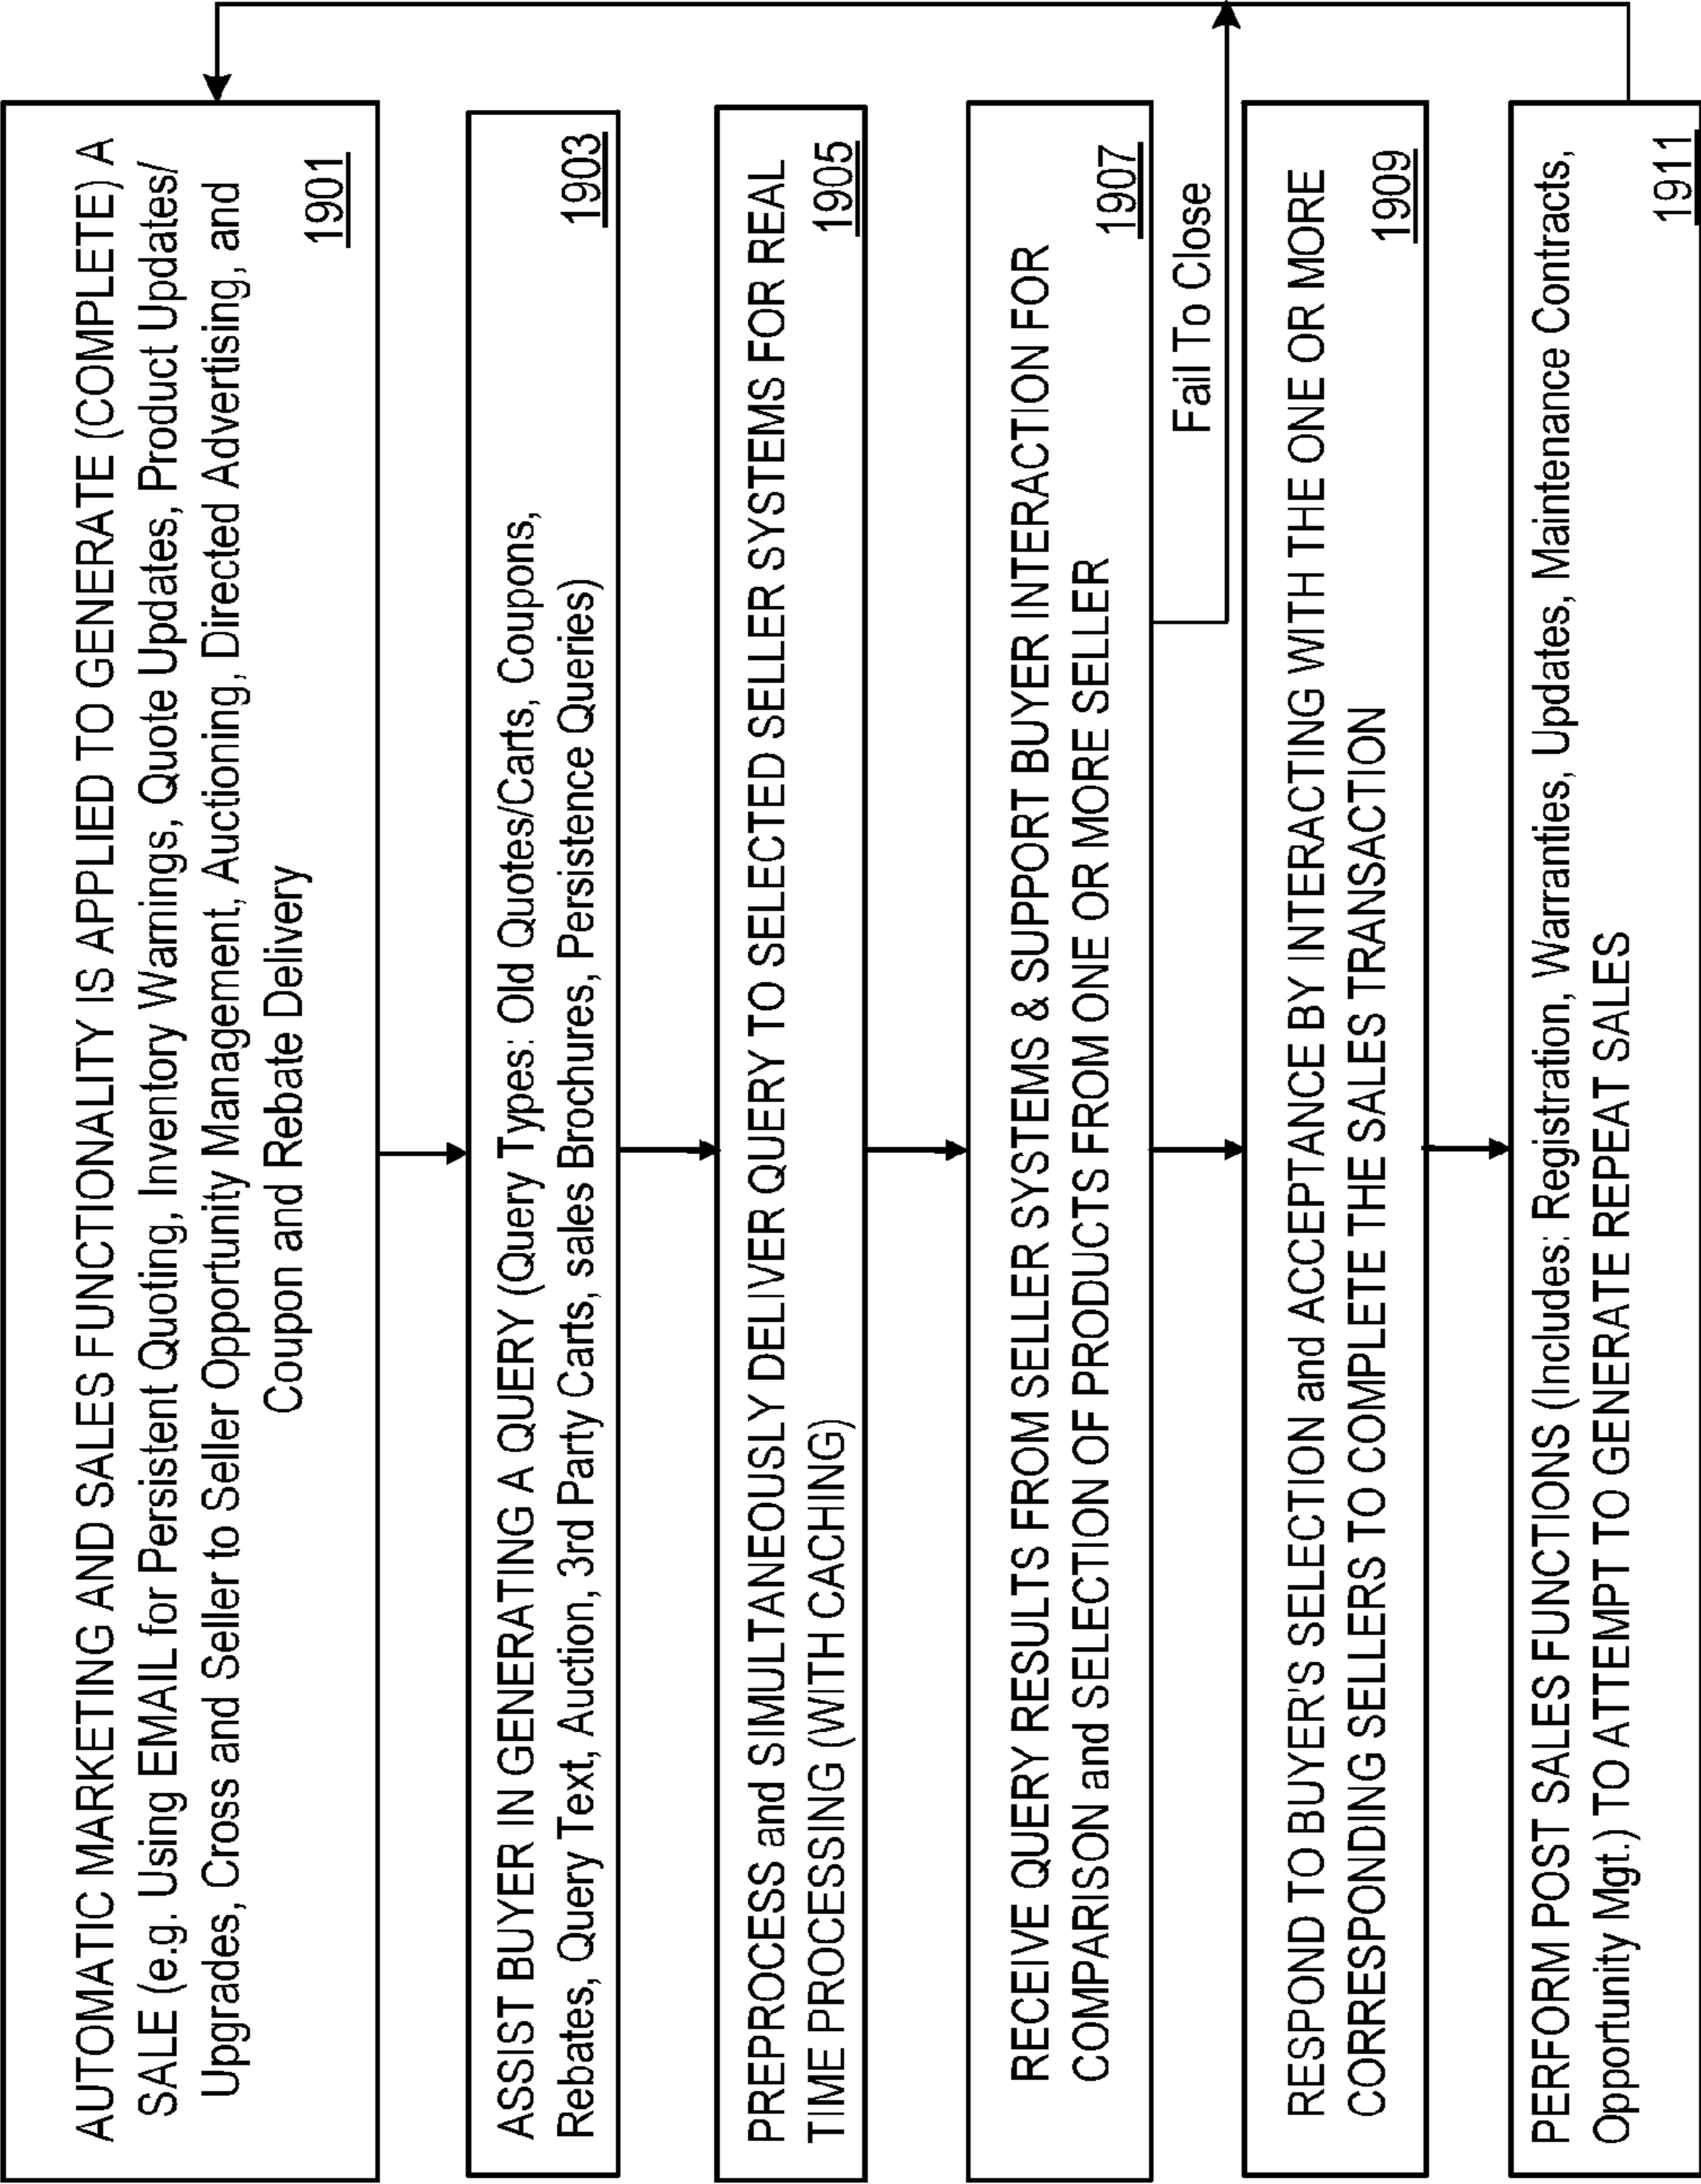 AUTOMATIC MARKETING AND SALES FUNCTIONALITY IS APPLIED TO GENERATE (COMPLETE) A
SALE (e.g. Using EMAIL for Persistent Quoting, Inventory Warnings, Quote Updates, Product Updates/
Upgrades, Cross and Seller to Seller Opportunity Management, Auctioning, Directed Advertising, and
Coupon and Rebate Delivery
1901
ASSIST BUYER IN GENERATING A QUERY (Query Types: Old Quotes/Carts, Coupons,
Rebates, Query Text, Auction, 3rd Party Carts, sales Brochures, Persistence Queries)
1903
PREPROCESS and SIMULTANEOUSLY DELIVER QUERY TO SELECTED SELLER SYSTEMS FOR REAL
TIME PROCESSING (WITH CACHING)
1905
RECEIVE QUERY RESULTS FROM SELLER SYSTEMS & SUPPORT BUYER INTERACTION FOR
COMPARISON and SELECTION OF PRODUCTS FROM ONE OR MORE SELLER
1907
Fail To Close
RESPOND TO BUYER'S SELECTION and ACCEPTANCE BY INTERACTING WITH THE ONE OR MORE
CORRESPONDING SELLERS TO COMPLETE THE SALES TRANSACTION
1909
PERFORM POST SALES FUNCTIONS (Includes: Registration, Warranties, Updates, Maintenance Contracts,
Opportunity Mgt.) TO ATTEMPT TO GENERATE REPEAT SALES
1911